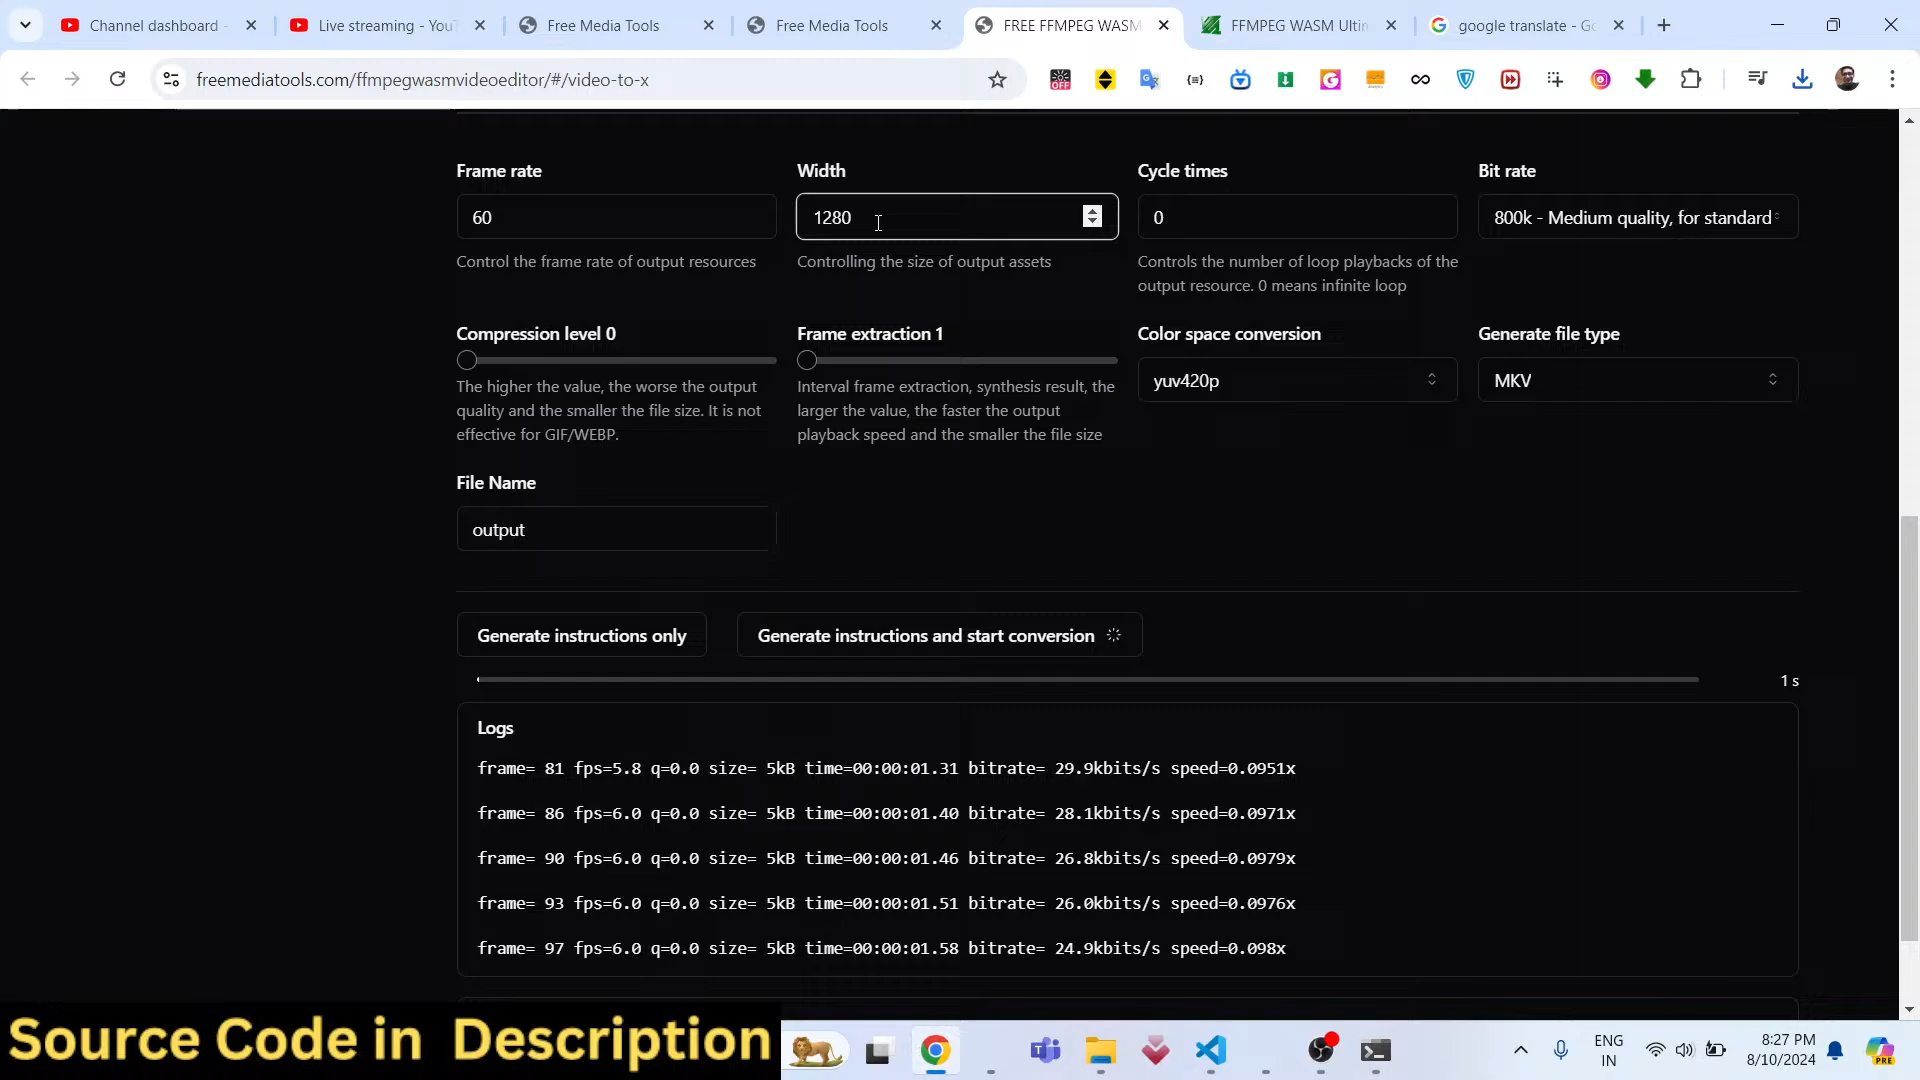 Channel dashboard -
Live streaming - YouT
Free Media Tools
Free Media Tools
FREE FFMPEG WASM
FFMPEG WASM Ultim
google translate - Go
freemediatools.com/ffmpegwasmvideoeditor/#/video-to-x
OFF
Frame rate
Width
Cycle times
Bit rate
60
1280
0
800k - Medium quality, for standard
Control the frame rate of output resources
Controlling the size of output assets
Controls the number of loop playbacks of the
output resource. 0 means infinite loop
Compression level 0
Frame extraction 1
Color space conversion
Generate file type
The higher the value, the worse the output
quality and the smaller the file size. It is not
effective for GIF/WEBP.
Interval frame extraction, synthesis result, the
larger the value, the faster the output
playback speed and the smaller the file size
yuv420p
MKV
File Name
output
Generate instructions only
Generate instructions and start conversion
1 s
Logs
frame= 81 fps=5.8 q=0.0 size= 5kB time=00:00:01.31 bitrate= 29.9kbits/s speed=0.0951x
frame= 86 fps=6.0 q=0.0 size= 5kB time=00:00:01.40 bitrate= 28.1kbits/s speed=0.0971x
frame= 90 fps=6.0 q=0.0 size= 5kB time=00:00:01.46 bitrate= 26.8kbits/s speed=0.0979x
frame= 93 fps=6.0 q=0.0 size= 5kB time=00:00:01.51 bitrate= 26.0kbits/s speed=0.0976x
frame= 97 fps=6.0 q=0.0 size= 5kB time=00:00:01.58 bitrate= 24.9kbits/s speed=0.098x
Source Code in Description
ENG
IN
8:27 PM
8/10/2024
PRE